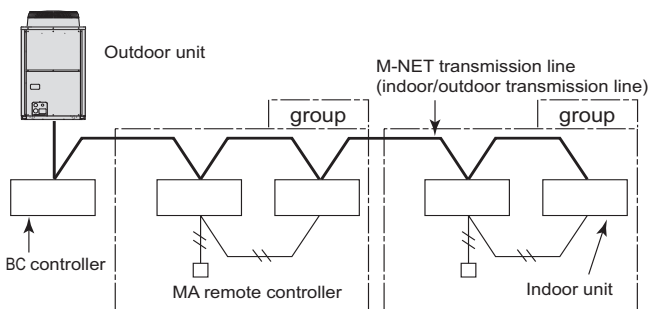 Outdoor unit
M-NET transmission line
(indoor/outdoor transmission line)
group
group
BC controller
MA remote controller
Indoor unit